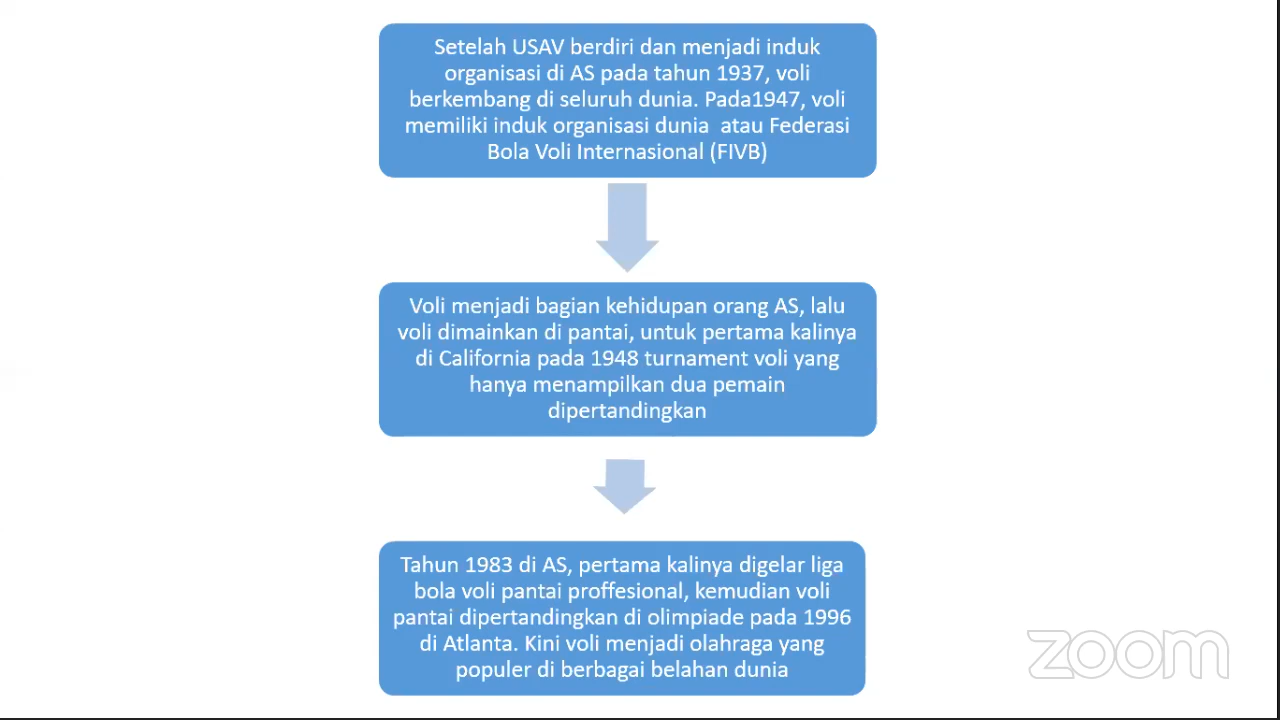 Setelah USAV berdiri dan menjadi induk
organisasi di AS pada tahun 1937, voli
berkembang di seluruh dunia. Pada1947, voli
memiliki induk organisasi dunia  atau Federasi
Bola Voli Internasional (FIVB)
Voli menjadi bagian kehidupan orang AS, lalu
voli dimainkan di pantai, untuk pertama kalinya
di California pada 1948 turnament voli yang
hanya menampilkan dua pemain
dipertandingkan
Tahun 1983 di AS, pertama kalinya digelar liga
bola voli pantai proffesional, kemudian voli
pantai dipertandingkan di olimpiade pada 1996
di Atlanta. Kini voli menjadi olahraga yang
populer di berbagai belahan dunia
zoom